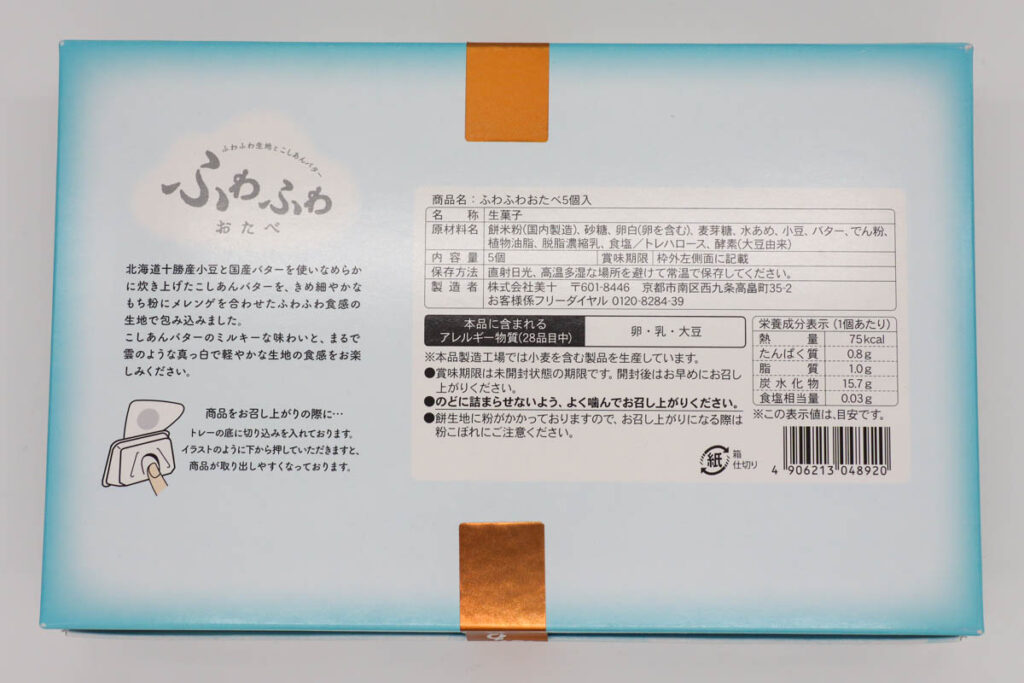 ふわふわ生地とこしあんバター
ふわふわ
おたべ
北海道十勝産小豆と国産バターを使いなめらか
に炊き上げたこしあんバターを、きめ細やかな
もち粉にメレンゲを合わせたふわふわ食感の
生地で包み込みました。
こしあんバターのミルキーな味わいと、まるで
雲のような真っ白で軽やかな生地の食感をお楽
しみください。
商品をお召し上がりの際に…
トレーの底に切り込みを入れております。
イラストのように下から押していただきますと、
商品が取り出しやすくなっております。
商品名：ふわふわおたべ5個入
名 称 生菓子
原材料名 餅米粉(国内製造)、砂糖、卵白(卵を含む)、麦芽糖、水あめ、小豆、バター、でん粉、
植物油脂、脱脂濃縮乳、食塩／トレハロース、酵素(大豆由来)
内容量 5個 賞味期限 枠外左側面に記載
保存方法 直射日光、高温多湿な場所を避けて常温で保存してください。
製造者 株式会社美十 〒601-8446 京都市南区西九条高畠町35-2
お客様係フリーダイヤル 0120-8284-39
本品に含まれる
アレルギー物質(28品目中)
卵・乳・大豆
※本品製造工場では小麦を含む製品を生産しています。
●賞味期限は未開封状態の期限です。開封後はお早めにお召し
上がりください。
●のどに詰まらせないよう、よく噛んでお召し上がりください。
●餅生地に粉がかかっておりますので、お召し上がりになる際は
粉こぼれにご注意ください。
栄養成分表示 (1個あたり)
熱 量 75kcal
たんぱく質 0.8g
脂 質 1.0g
炭水化物 15.7g
食塩相当量 0.03g
※この表示値は、目安です。
紙
箱
仕切り
4 906213 048920